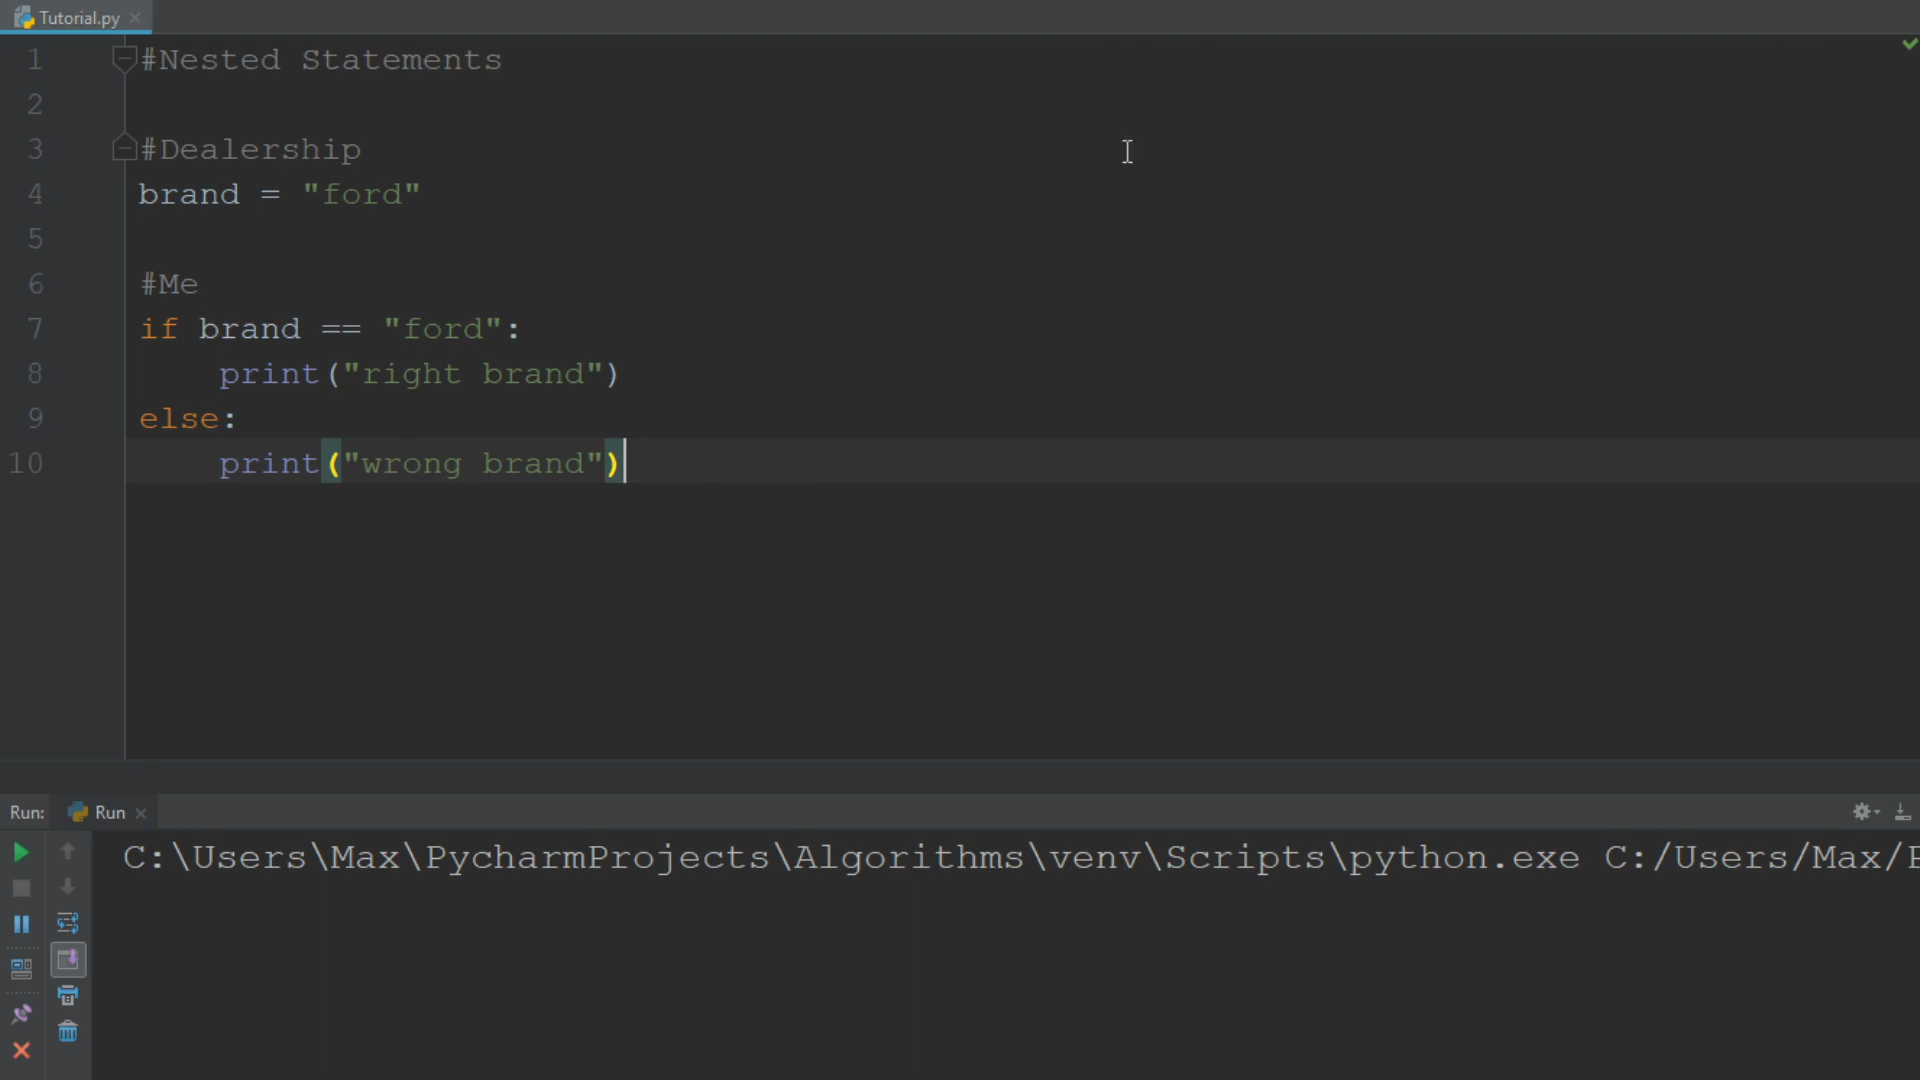 Tutorial.py
1 #Nested Statements
2
3 #Dealership
4 brand = "ford"
5
6 #Me
7 if brand == "ford":
8     print("right brand")
9 else:
10     print("wrong brand")
Run: Run
C:\Users\Max\PycharmProjects\Algorithms\venv\Scripts\python.exe C:/Users/Max/